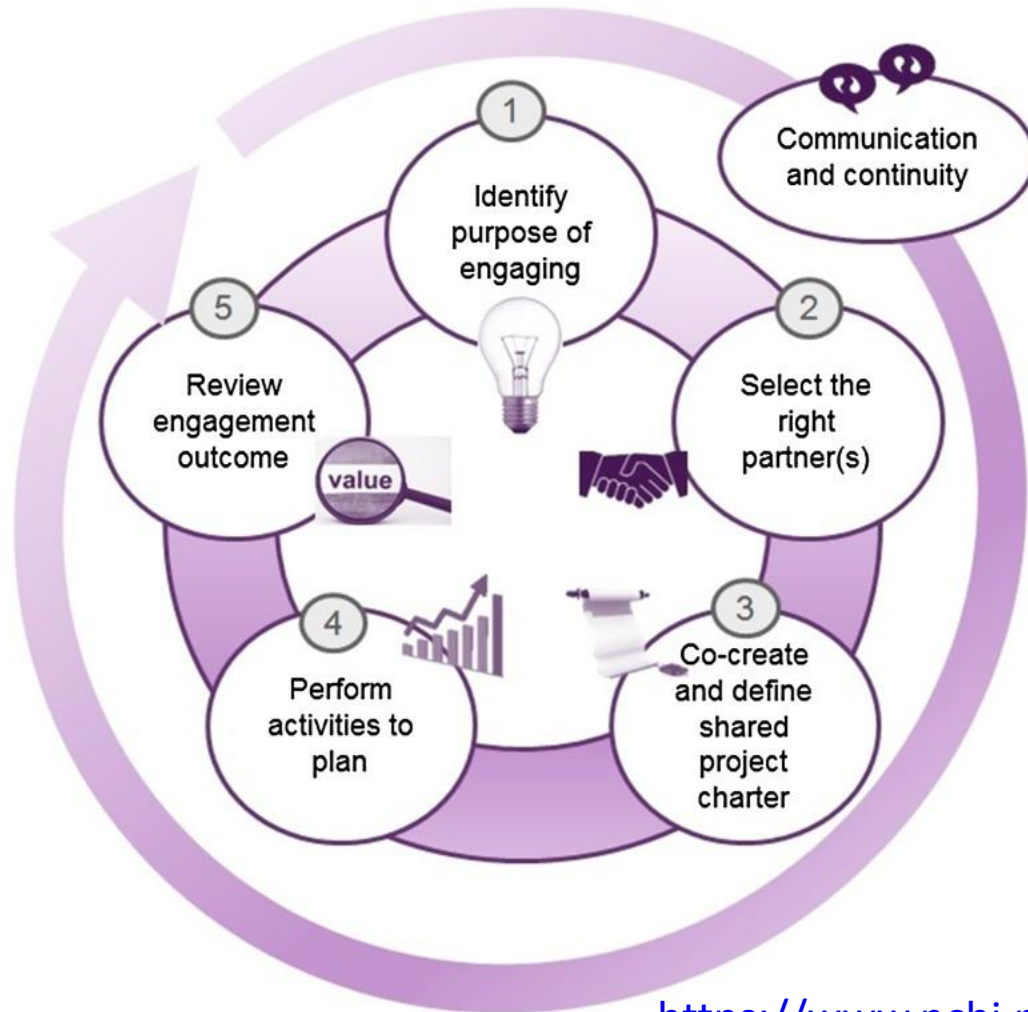 Communication
and continuity
1
Identify
purpose of
engaging
2
Select the
right
partner(s)
3
Co-create
and define
shared
project
charter
4
Perform
activities to
plan
5
Review
engagement
outcome
value